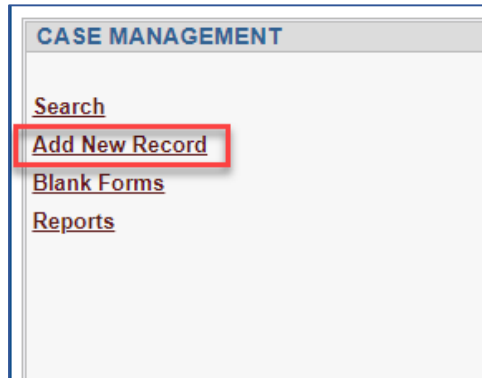 CASE MANAGEMENT
Search
Add New Record
Blank Forms
Reports